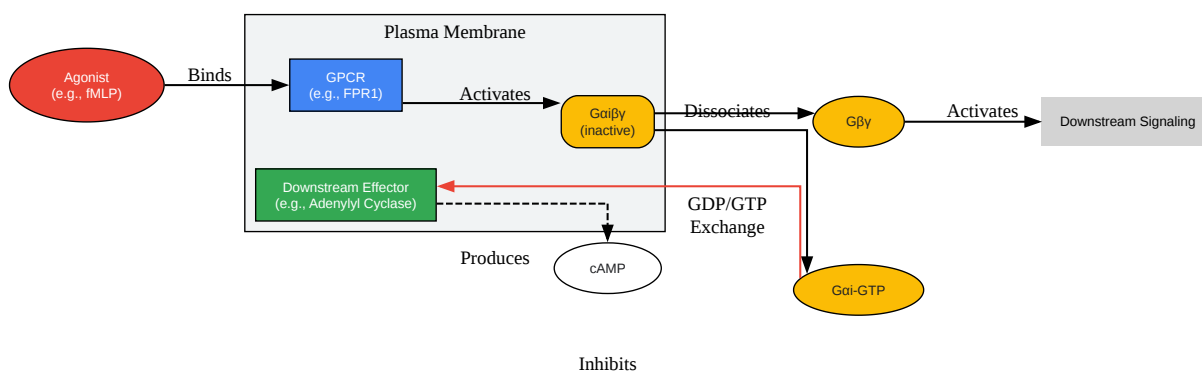 Plasma Membrane
Agonist
(e.g., fMLP)
Binds
GPCR
(e.g., FPR1)
Activates
Gαiβγ
(inactive)
Dissociates
Gβγ
Activates
Downstream Signaling
Downstream Effector
(e.g., Adenylyl Cyclase)
GDP/GTP
Exchange
Produces
cAMP
Gαi-GTP
Inhibits